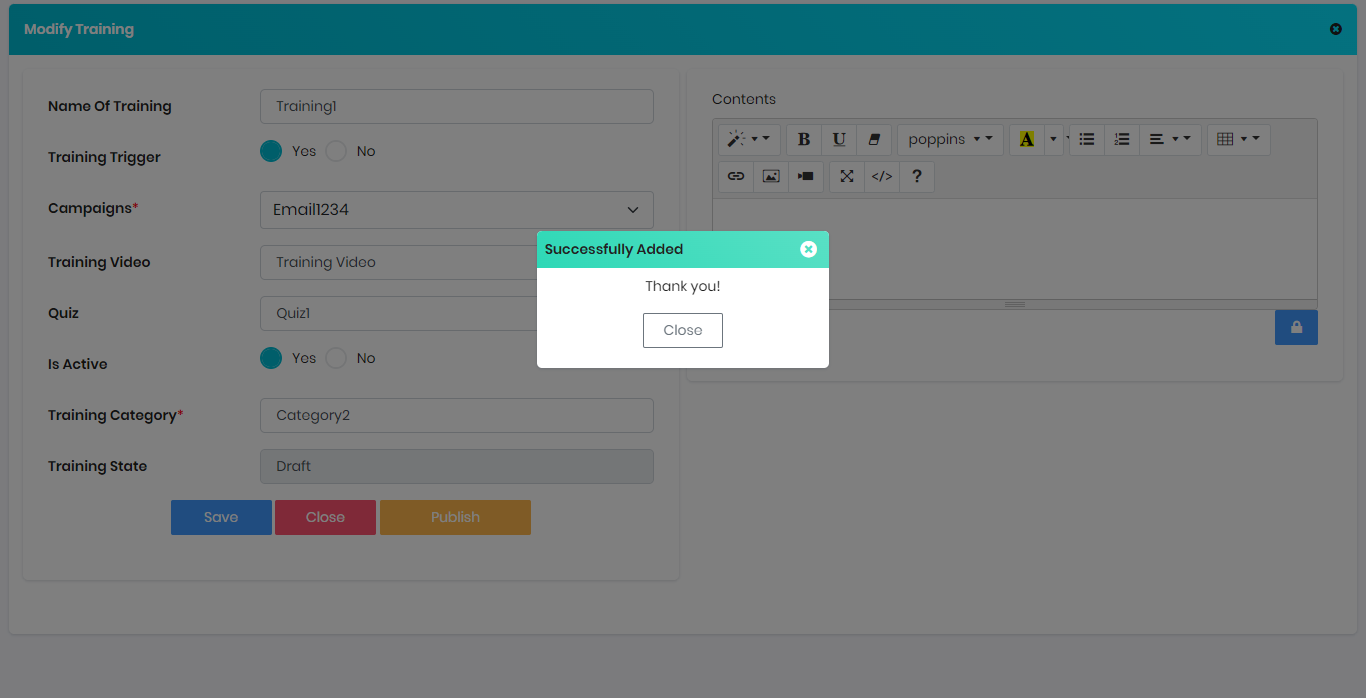 Modify Training
Name Of Training
Training1
Training Trigger
Yes
No
Campaigns*
Email1234
Training Video
Training Video
Quiz
Quiz1
Is Active
Yes
No
Training Category*
Category2
Training State
Draft
Save
Close
Publish
Contents
B U poppins A
</> ?
Successfully Added
Thank you!
Close